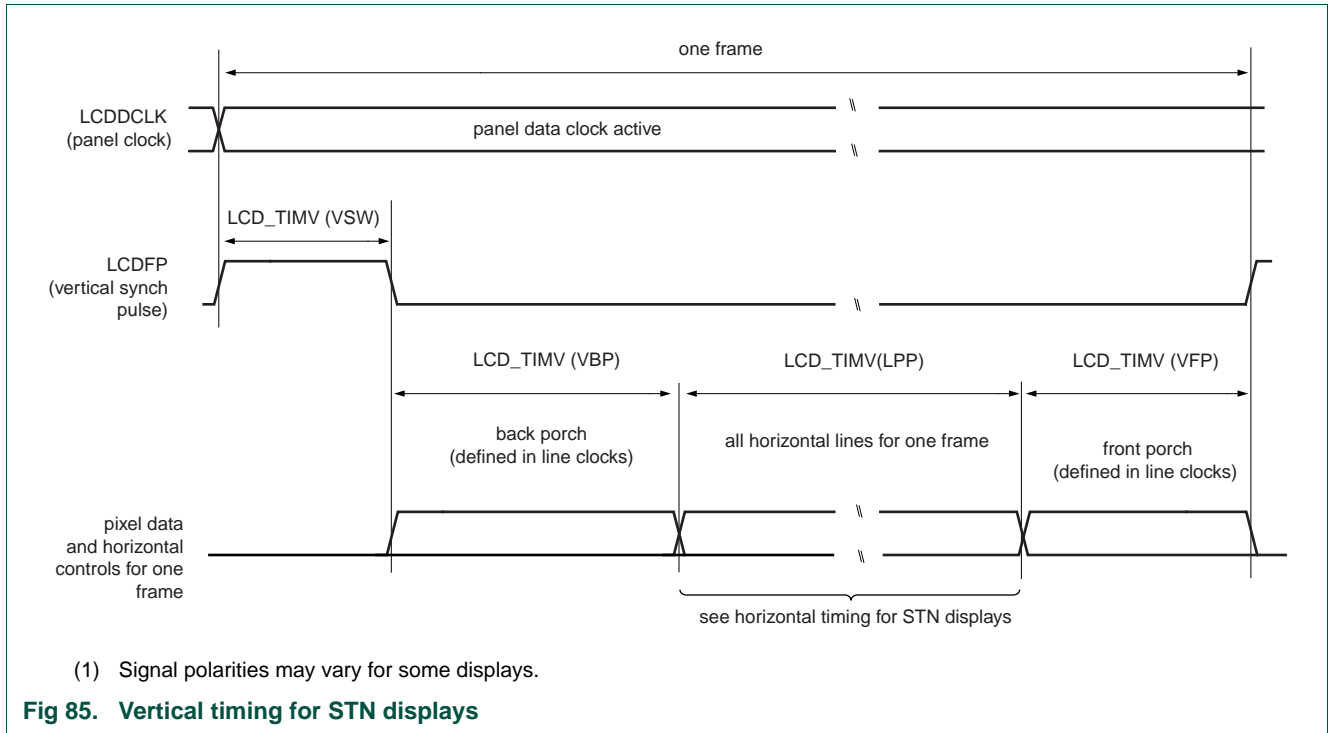 one frame
LCDDCLK
(panel clock)
panel data clock active
LCD_TIMV (VSW)
LCDFP
(vertical synch
pulse)
LCD_TIMV (VBP)
LCD_TIMV(LPP)
LCD_TIMV (VFP)
back porch
(defined in line clocks)
all horizontal lines for one frame
front porch
(defined in line clocks)
pixel data
and horizontal
controls for one
frame
see horizontal timing for STN displays
(1) Signal polarities may vary for some displays.
Fig 85. Vertical timing for STN displays